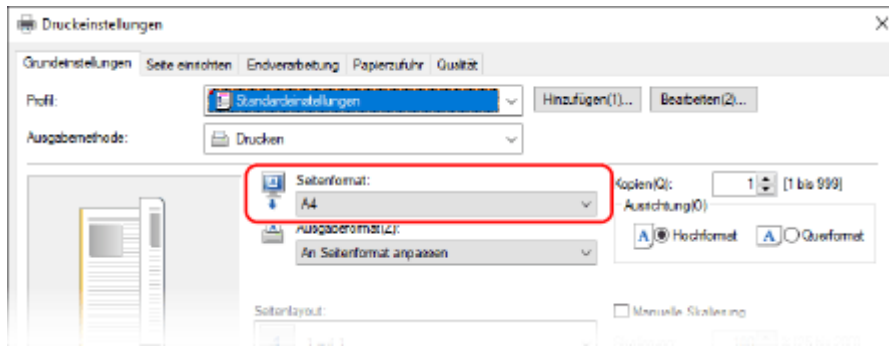 Druckeinstellungen
Grundeinstellungen Seite einrichten Endverarbeitung Papierzufuhr Qualität
Profil: Standardeinstellungen Hinzufügen(1)... Bearbeiten(2)...
Ausgabemethode: Drucken
Seitenformat: Kopien(Q): 1 [1 bis 999]
A4 Ausrichtung(0)
Ausgabeformat(Z): A Hochformat A Querformat
An Seitenformat anpassen
Seitenlayout: Manuelle Skalierung